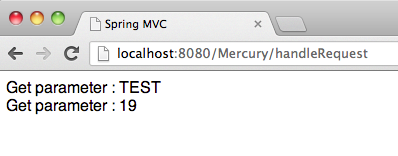 Spring MVC
localhost:8080/Mercury/handleRequest
Get parameter : TEST
Get parameter : 19